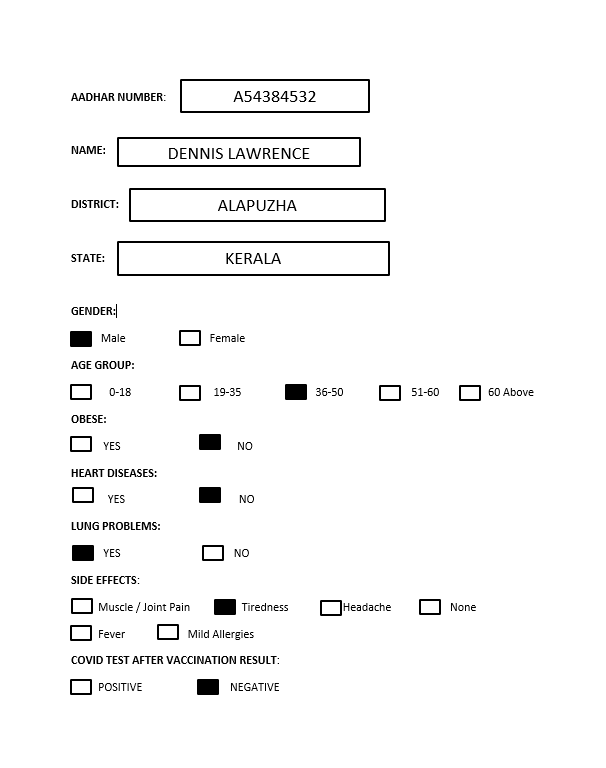 AADHAR NUMBER: A54384532
NAME: DENNIS LAWRENCE
DISTRICT: ALAPUZHA
STATE: KERALA
GENDER:
Male Female
AGE GROUP:
0-18 19-35 36-50 51-60 60 Above
OBESE:
YES NO
HEART DISEASES:
YES NO
LUNG PROBLEMS:
YES NO
SIDE EFFECTS:
Muscle / Joint Pain Tiredness Headache None
Fever Mild Allergies
COVID TEST AFTER VACCINATION RESULT:
POSITIVE NEGATIVE